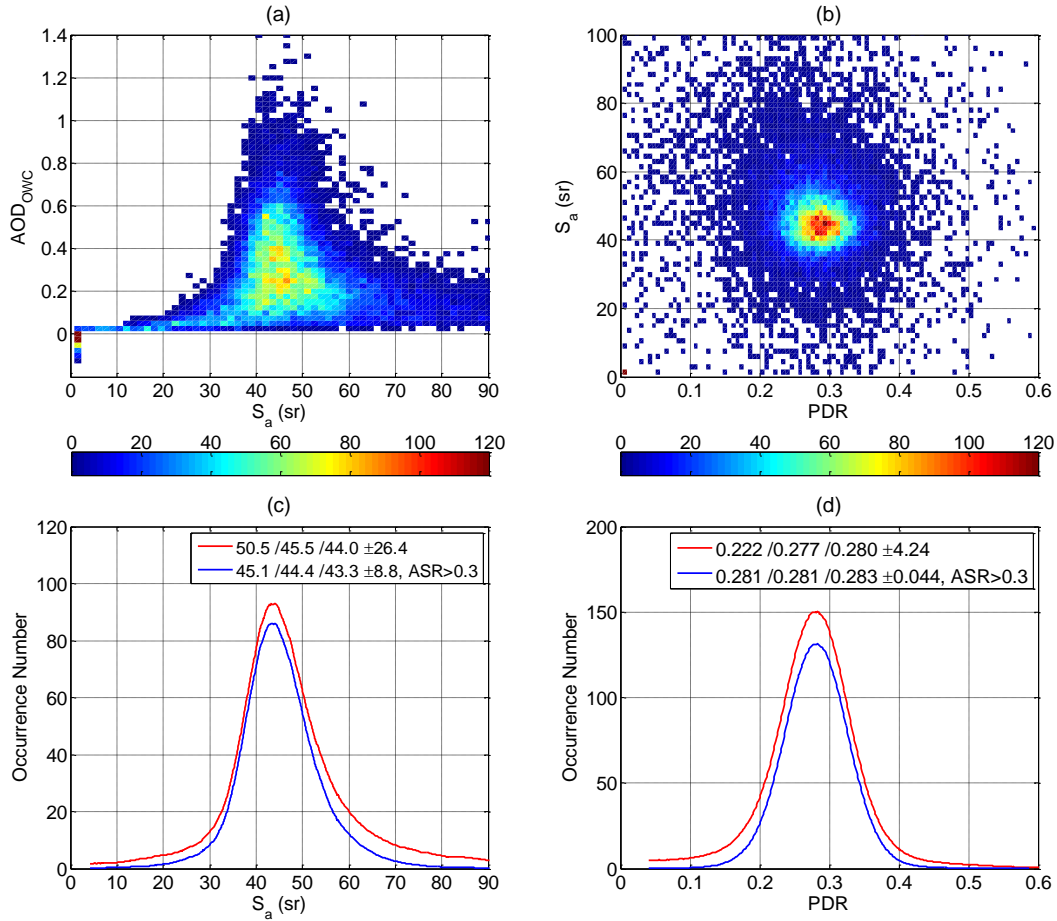 (a)
1.4
1.2
1
0.8
0.6
0.4
0.2
0
AOD_OWC
0 10 20 30 40 50 60 70 80 90
S_a (sr)
(b)
100
80
60
40
20
0
S_a (sr)
0 0.1 0.2 0.3 0.4 0.5 0.6
PDR
0 20 40 60 80 100 120
0 20 40 60 80 100 120
(c)
120
100
80
60
40
20
0
Occurrence Number
50.5 /45.5 /44.0 ±26.4
45.1 /44.4 /43.3 ±8.8, ASR>0.3
0 10 20 30 40 50 60 70 80 90
S_a (sr)
(d)
200
150
100
50
0
Occurrence Number
0.222 /0.277 /0.280 ±4.24
0.281 /0.281 /0.283 ±0.044, ASR>0.3
0 0.1 0.2 0.3 0.4 0.5 0.6
PDR